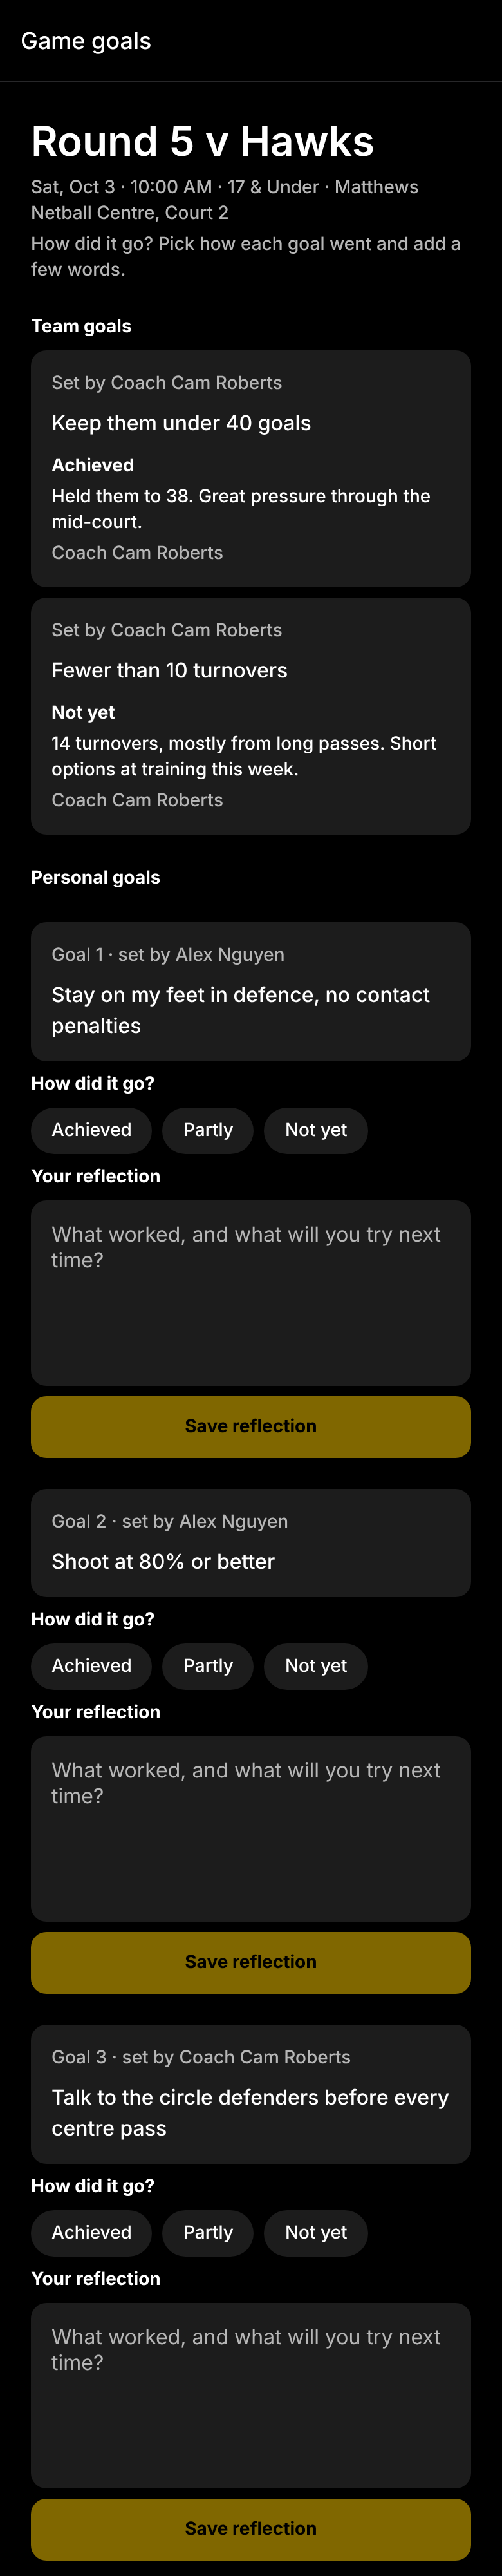 Game goals
Round 5 v Hawks
Sat, Oct 3 · 10:00 AM · 17 & Under · Matthews
Netball Centre, Court 2
How did it go? Pick how each goal went and add a
few words.
Team goals
Set by Coach Cam Roberts
Keep them under 40 goals
Achieved
Held them to 38. Great pressure through the
mid-court.
Coach Cam Roberts
Set by Coach Cam Roberts
Fewer than 10 turnovers
Not yet
14 turnovers, mostly from long passes. Short
options at training this week.
Coach Cam Roberts
Personal goals
Goal 1 · set by Alex Nguyen
Stay on my feet in defence, no contact
penalties
How did it go?
Achieved Partly Not yet
Your reflection
What worked, and what will you try next
time?
Save reflection
Goal 2 · set by Alex Nguyen
Shoot at 80% or better
How did it go?
Achieved Partly Not yet
Your reflection
What worked, and what will you try next
time?
Save reflection
Goal 3 · set by Coach Cam Roberts
Talk to the circle defenders before every
centre pass
How did it go?
Achieved Partly Not yet
Your reflection
What worked, and what will you try next
time?
Save reflection